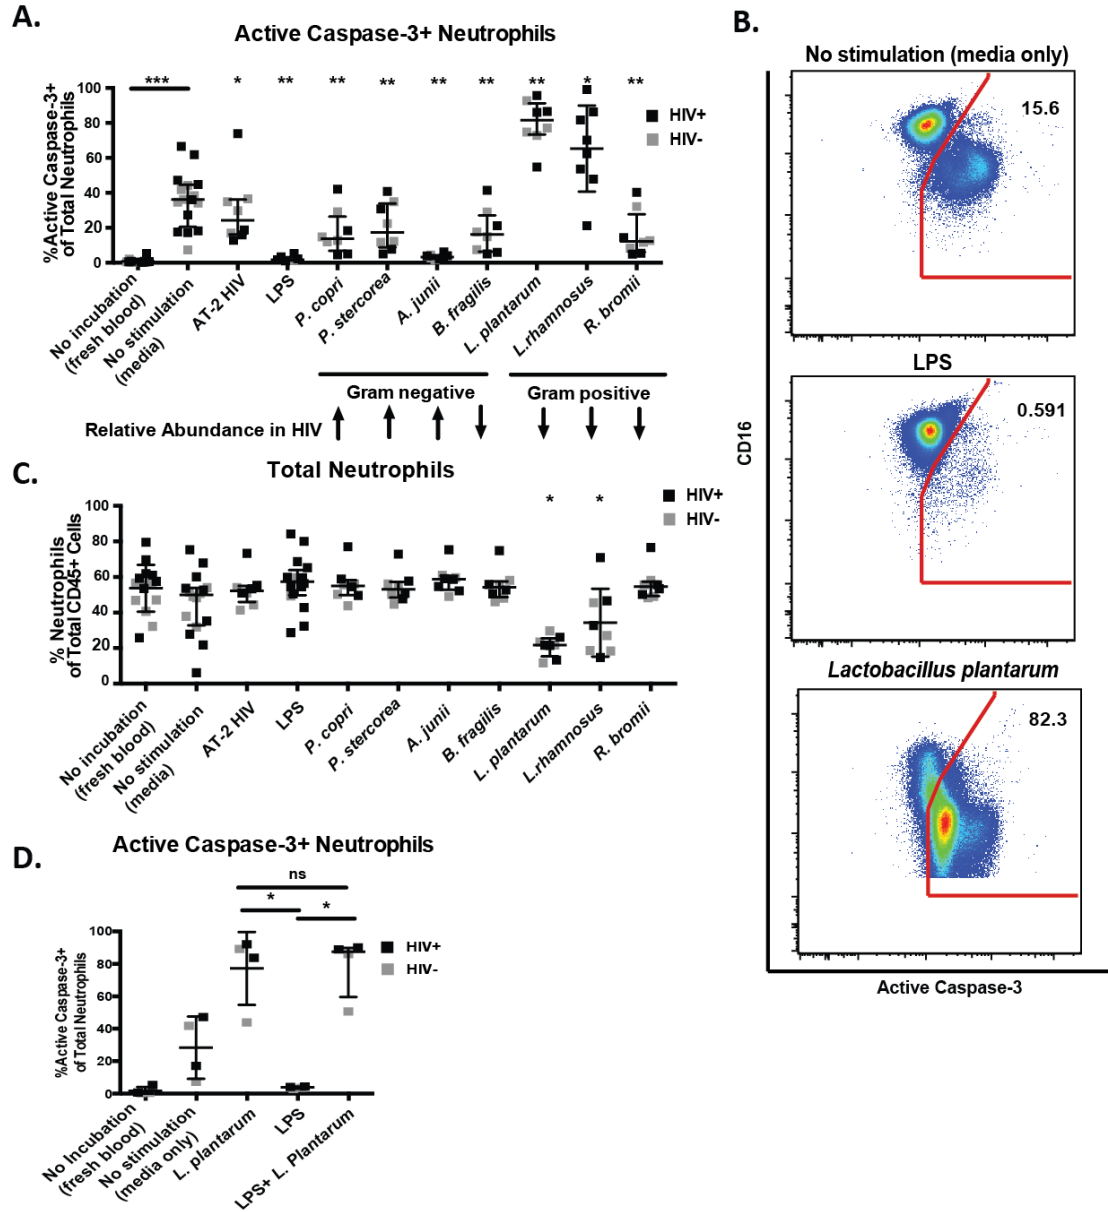 A.
Active Caspase-3+ Neutrophils
*** * ** ** ** ** ** ** * **
%Active Caspase-3+
of Total Neutrophils
100
80
60
40
20
0
HIV+
HIV-
No incubation
(fresh blood)
No stimulation
(media)
AT-2 HIV
LPS
P. copri
P. stercorea
A. junii
B. fragilis
L. plantarum
L.rhamnosus
R. bromii
Gram negative
Gram positive
Relative Abundance in HIV
B.
No stimulation (media only)
15.6
LPS
0.591
Lactobacillus plantarum
82.3
CD16
Active Caspase-3
C.
Total Neutrophils
* *
% Neutrophils
of Total CD45+ Cells
100
80
60
40
20
0
HIV+
HIV-
No incubation
(fresh blood)
No stimulation
(media)
AT-2 HIV
LPS
P. copri
P. stercorea
A. junii
B. fragilis
L. plantarum
L.rhamnosus
R. bromii
D.
Active Caspase-3+ Neutrophils
ns
* *
%Active Caspase-3+
of Total Neutrophils
100
80
60
40
20
0
HIV+
HIV-
No Incubation
(fresh blood)
No stimulation
(media only)
L. plantarum
LPS
LPS+ L. Plantarum